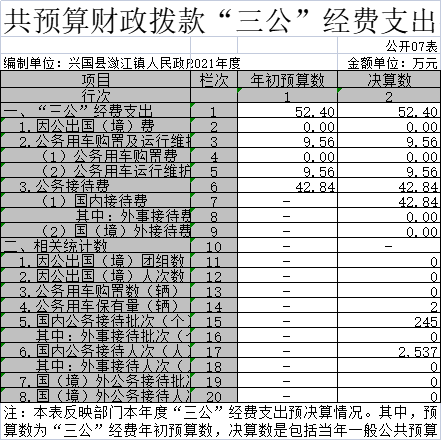 共预算财政拨款“三公”经费支出
公开07表
编制单位：兴国县潋江镇人民政府2021年度 金额单位：万元
项目 栏次 年初预算数 决算数
行次 1 2
一、“三公”经费支出 1 52.40 52.40
1.因公出国（境）费 2 0.00 0.00
2.公务用车购置及运行维护 3 9.56 9.56
（1）公务用车购置费 4 0.00 0.00
（2）公务用车运行维护 5 9.56 9.56
3.公务接待费 6 42.84 42.84
（1）国内接待费 7 - 42.84
其中：外事接待费 8 - 0.00
（2）国（境）外接待费 9 - 0.00
二、相关统计数 10 - -
1.因公出国（境）团组数 11 - 0
2.因公出国（境）人次数 12 - 0
3.公务用车购置数（辆） 13 - 0
4.公务用车保有量（辆） 14 - 2
5.国内公务接待批次（个 15 - 245
其中：外事接待批次（ 16 - 0
6.国内公务接待人次（人 17 - 2,537
其中：外事接待人次（ 18 - 0
7.国（境）外公务接待批 19 - 0
8.国（境）外公务接待人 20 - 0
注：本表反映部门本年度“三公”经费支出预决算情况。其中，预
算数为“三公”经费年初预算数，决算数是包括当年一般公共预算